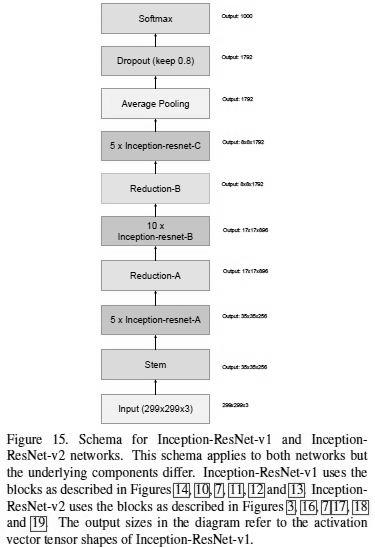 Softmax
Output: 1000
Dropout (keep 0.8)
Output: 1792
Average Pooling
Output: 1792
5 x Inception-resnet-C
Output: 8x8x1792
Reduction-B
Output: 8x8x1792
10 x
Inception-resnet-B
Output: 17x17x896
Reduction-A
Output: 17x17x896
5 x Inception-resnet-A
Output: 35x35x256
Stem
Output: 35x35x256
Input (299x299x3)
299x299x3
Figure 15. Schema for Inception-ResNet-v1 and Inception-
ResNet-v2 networks. This schema applies to both networks but
the underlying components differ. Inception-ResNet-v1 uses the
blocks as described in Figures 14, 10, 7, 11, 12 and 13. Inception-
ResNet-v2 uses the blocks as described in Figures 3, 16, 7,17, 18
and 19. The output sizes in the diagram refer to the activation
vector tensor shapes of Inception-ResNet-v1.